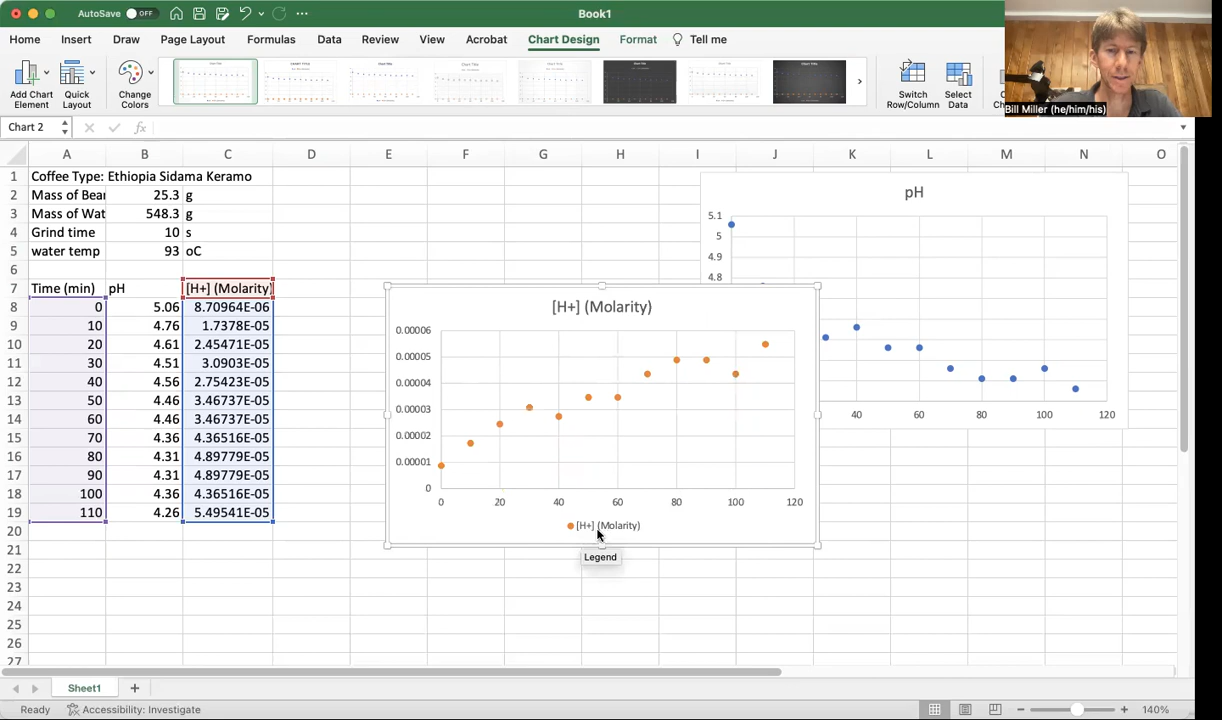 AutoSave OFF
Book1
Home Insert Draw Page Layout Formulas Data Review View Acrobat Chart Design Format Tell me
Add Chart Element
Quick Layout
Change Colors
Switch Row/Column
Select Data
Bill Miller (he/him/his)
Chart 2 fx
A B C D E F G H I J K L M N O
1 Coffee Type: Ethiopia Sidama Keramo
2 Mass of Bear 25.3 g
3 Mass of Wat 548.3 g
4 Grind time 10 s
5 water temp 93 oC
6
7 Time (min) pH [H+] (Molarity)
8 0 5.06 8.70964E-06
9 10 4.76 1.7378E-05
10 20 4.61 2.45471E-05
11 30 4.51 3.0903E-05
12 40 4.56 2.75423E-05
13 50 4.46 3.46737E-05
14 60 4.46 3.46737E-05
15 70 4.36 4.36516E-05
16 80 4.31 4.89779E-05
17 90 4.31 4.89779E-05
18 100 4.36 4.36516E-05
19 110 4.26 5.49541E-05
20
21
22
23
24
25
26
27
pH
5.1
5
4.9
4.8
40 60 80 100 120
[H+] (Molarity)
0.00006
0.00005
0.00004
0.00003
0.00002
0.00001
0
0 20 40 60 80 100 120
[H+] (Molarity)
Legend
Sheet1 +
Ready Accessibility: Investigate 140%